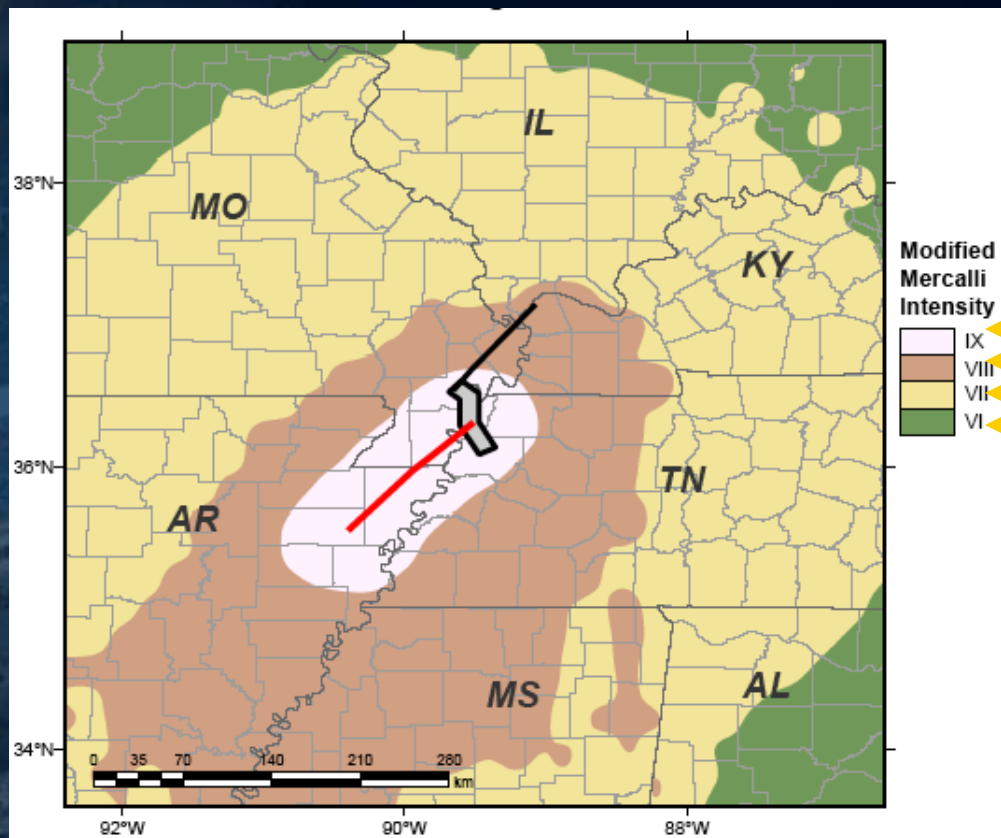 IL
38°N
MO
KY
Modified
Mercalli
Intensity
IX
VIII
VII
VI
36°N
TN
AR
MS
AL
34°N
0 35 70 140 210 280
km
92°W 90°W 88°W